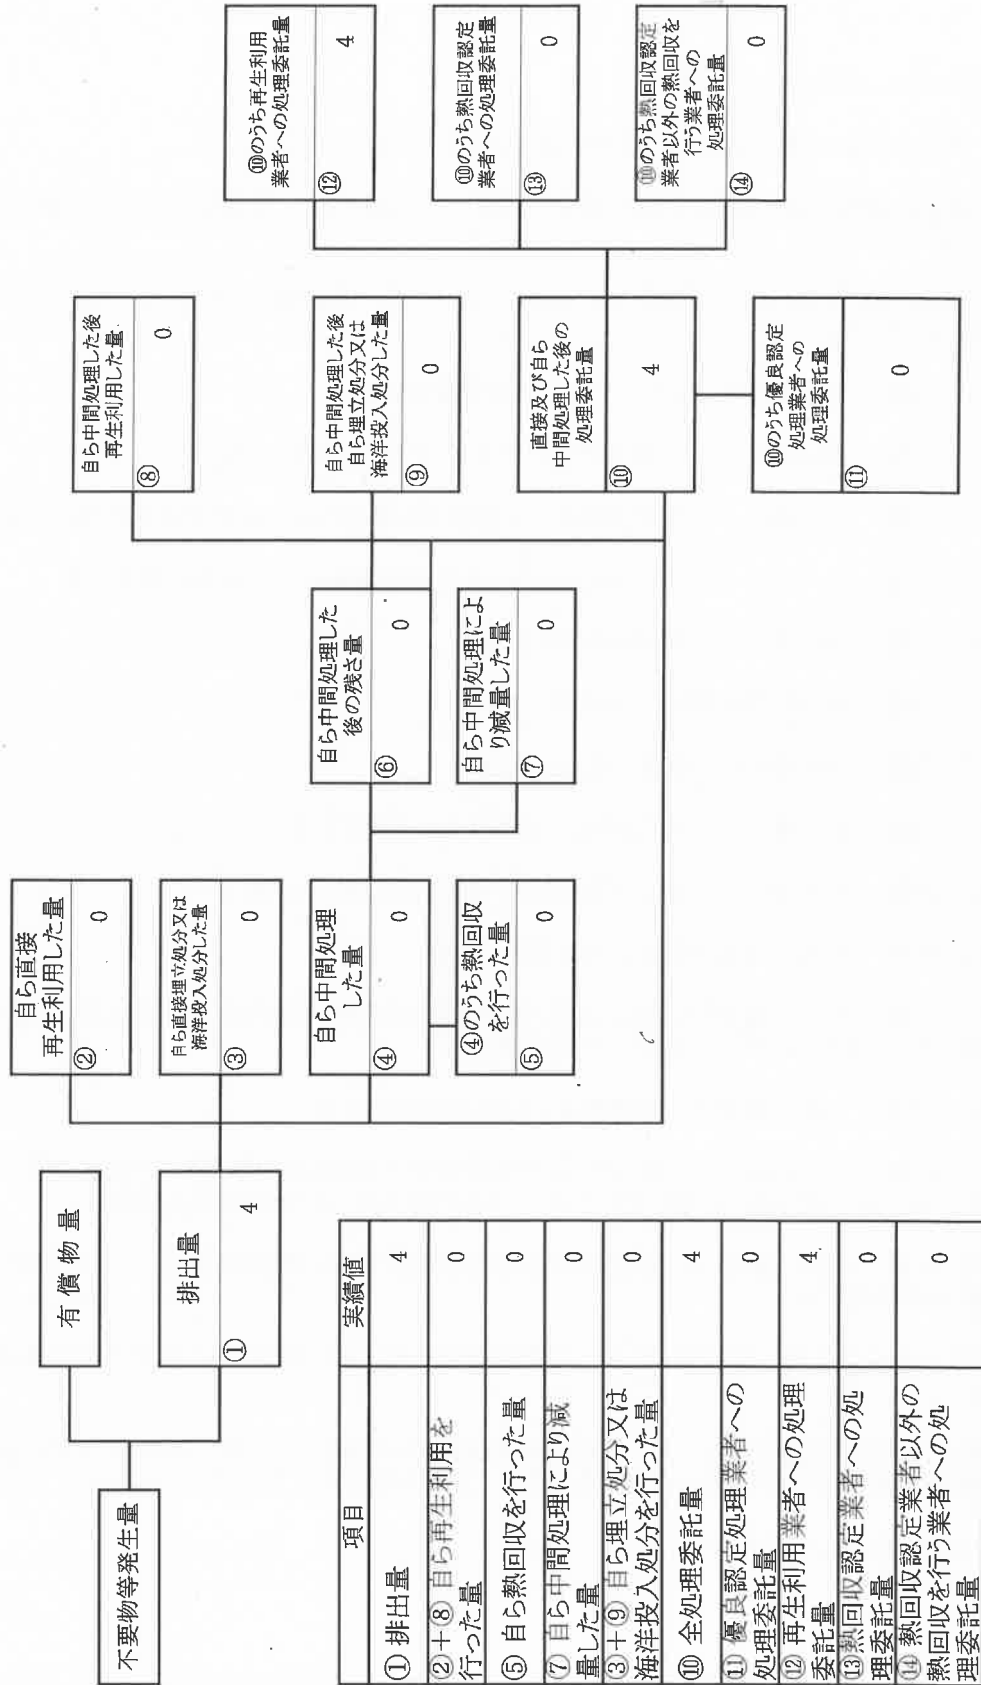 不要物等発生量
有償物量
排出量
① 4
自ら直接
再生利用した量
② 0
自ら直接埋立処分又は
海洋投入処分した量
③ 0
自ら中間処理
した量
④ 0
④のうち熱回収
を行った量
⑤ 0
自ら中間処理した
後の残さ量
⑥ 0
自ら中間処理によ
り減量した量
⑦ 0
自ら中間処理した後
再生利用した量
⑧ 0
自ら中間処理した後
自ら埋立処分又は
海洋投入処分した量
⑨ 0
直接及び自ら
中間処理した後の
処理委託量
⑩ 4
⑩のうち優良認定
処理業者への
処理委託量
⑪ 0
⑩のうち再生利用
業者への処理委託量
⑫ 4
⑩のうち熱回収認定
業者への処理委託量
⑬ 0
⑩のうち熱回収認定
業者以外の熱回収を
行う業者への
処理委託量
⑭ 0
項目 実績値
① 排出量 4
②+⑧ 自ら再生利用を
行った量 0
⑤ 自ら熱回収を行った量 0
⑦ 自ら中間処理により減
量した量 0
③+⑨ 自ら埋立処分又は
海洋投入処分を行った量 0
⑩ 全処理委託量 4
⑪ 優良認定処理業者への
処理委託量 0
⑫ 再生利用業者への処理
委託量 4
⑬熱回収認定業者への処
理委託量 0
⑭ 熱回収認定業者以外の
熱回収を行う業者への処
理委託量 0